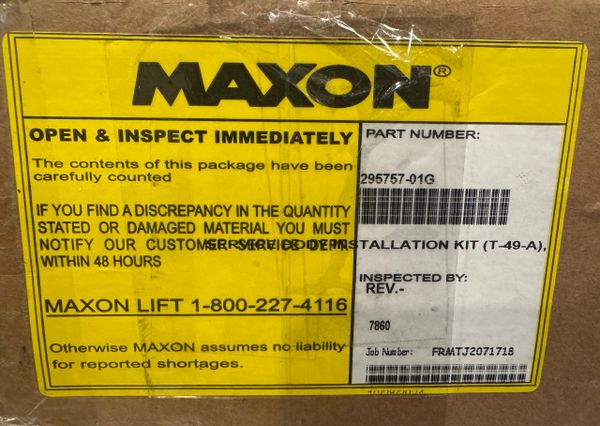 MAXON®
OPEN & INSPECT IMMEDIATELY
The contents of this package have been
carefully counted
IF YOU FIND A DISCREPANCY IN THE QUANTITY
STATED OR DAMAGED MATERIAL YOU MUST
NOTIFY OUR CUSTOMER SERVICE DEPT.
WITHIN 48 HOURS
MAXON LIFT 1-800-227-4116
Otherwise MAXON assumes no liability
for reported shortages.
PART NUMBER:
295757-01G
INSTALLATION KIT (T-49-A),
INSPECTED BY:
REV.-
7860
Job Number: FRMTJ2071718